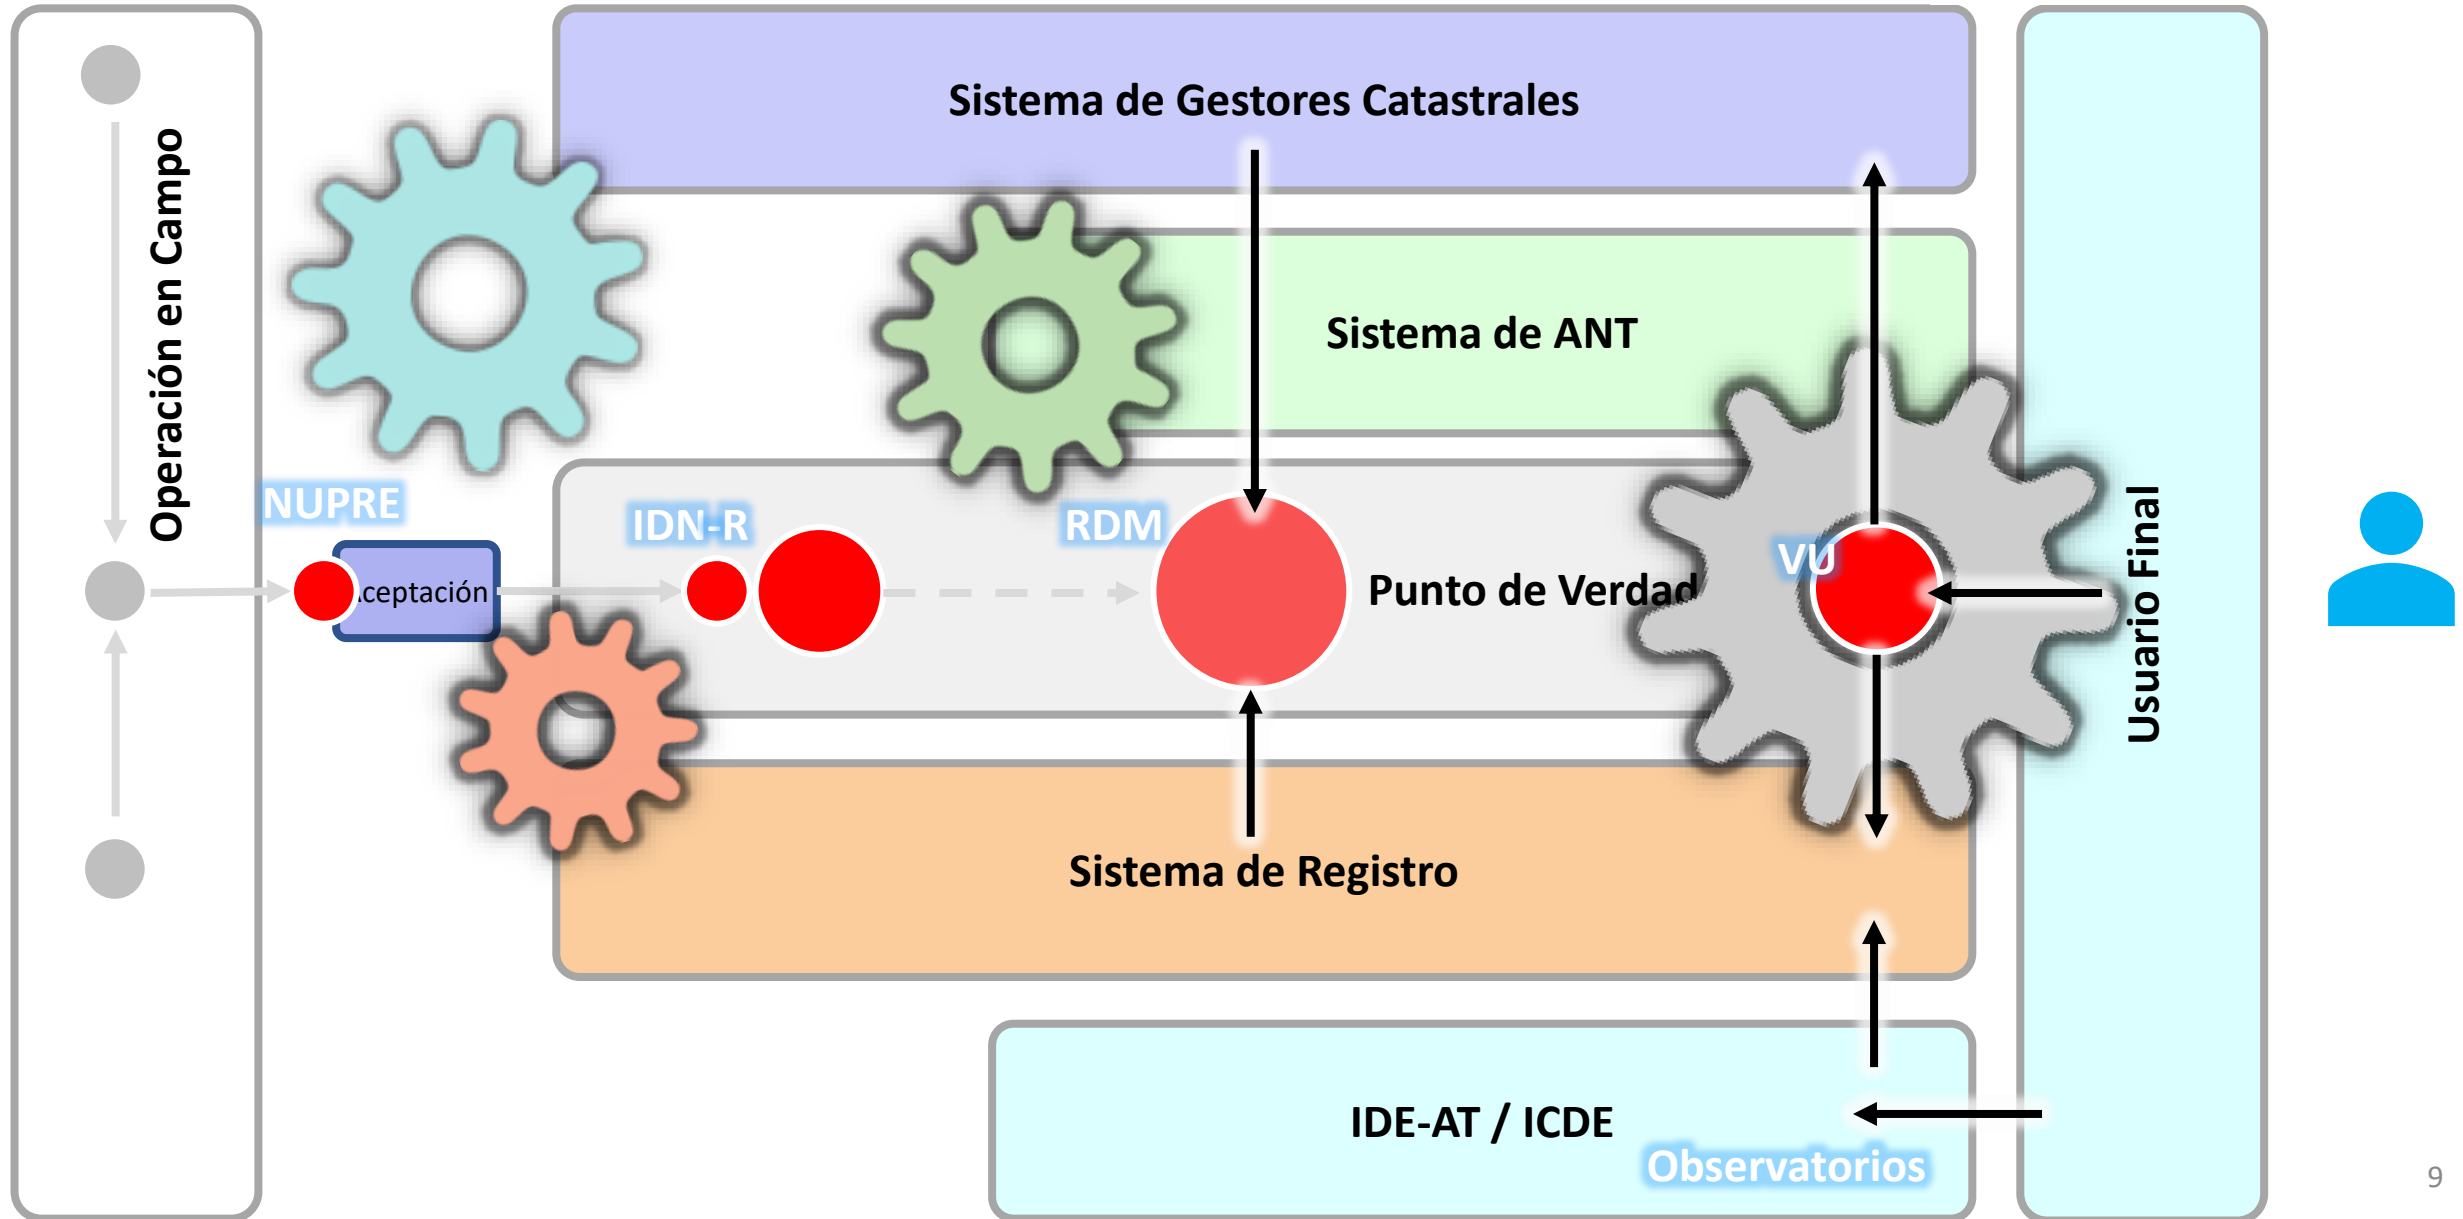 Sistema de Gestores Catastrales
Operación en Campo
Sistema de ANT
NUPRE
IDN-R
RDM
VU
Aceptación
Punto de Verdad
Usuario Final
Sistema de Registro
IDE-AT / ICDE
Observatorios
9